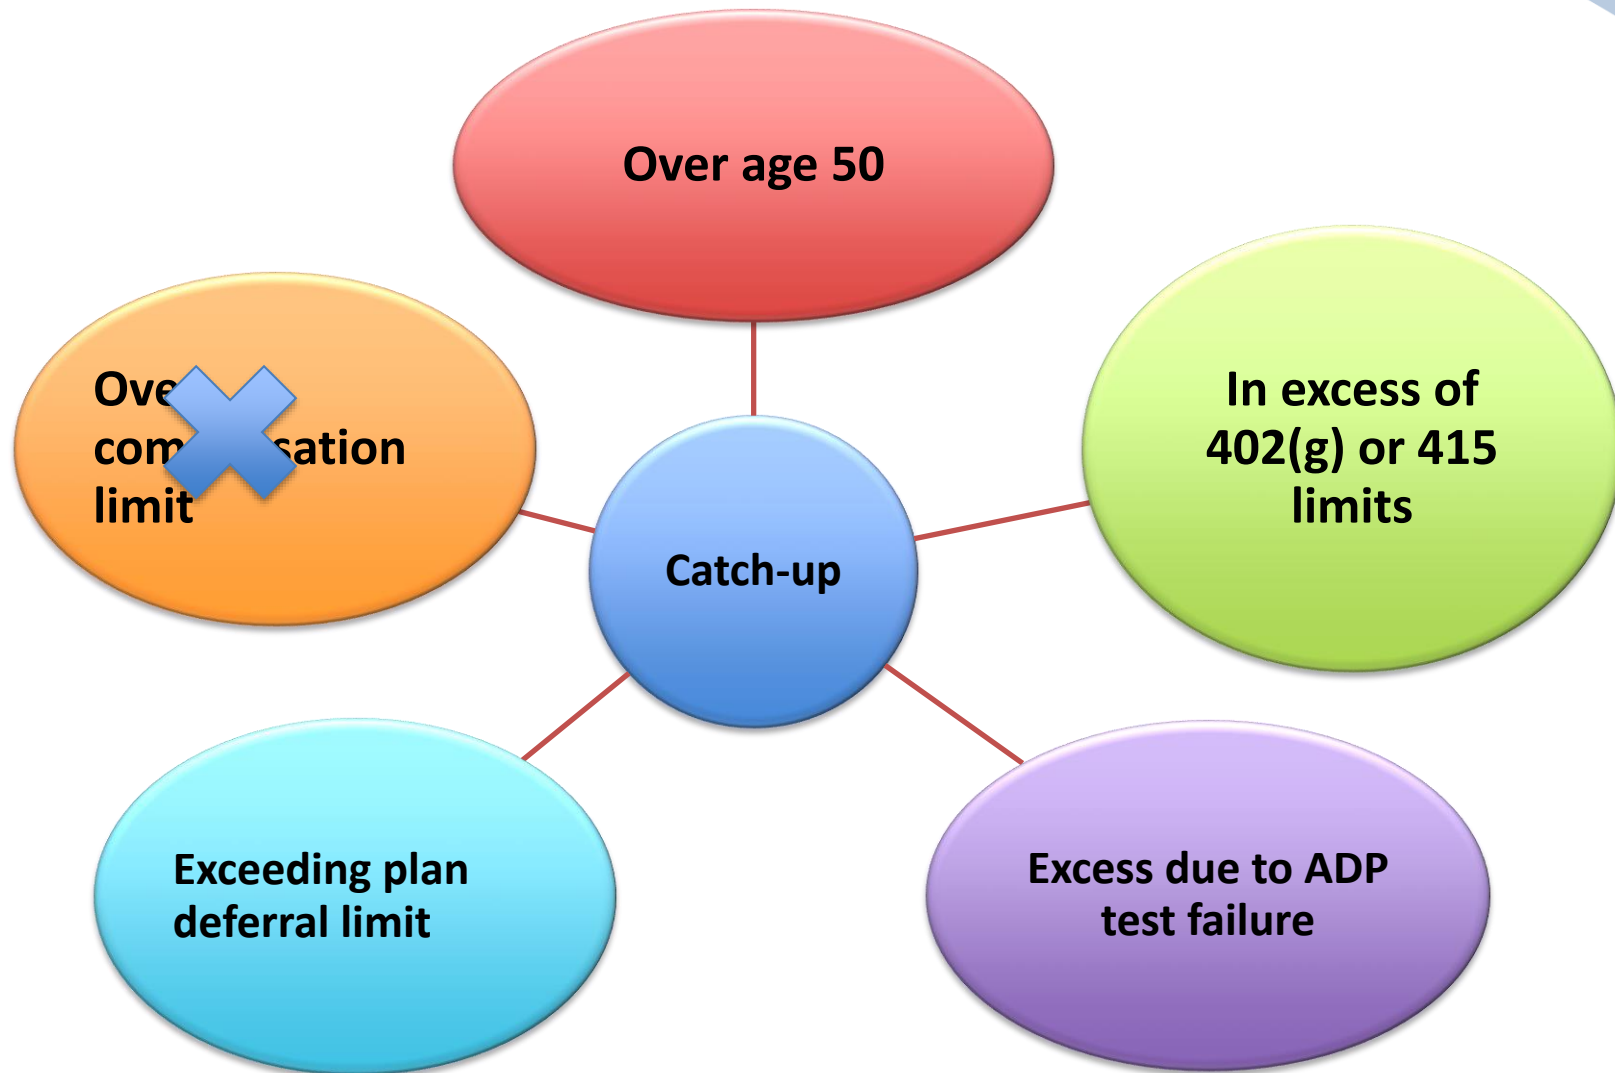 Over age 50
In excess of
402(g) or 415
limits
Excess due to ADP
test failure
Exceeding plan
deferral limit
limit
Catch-up